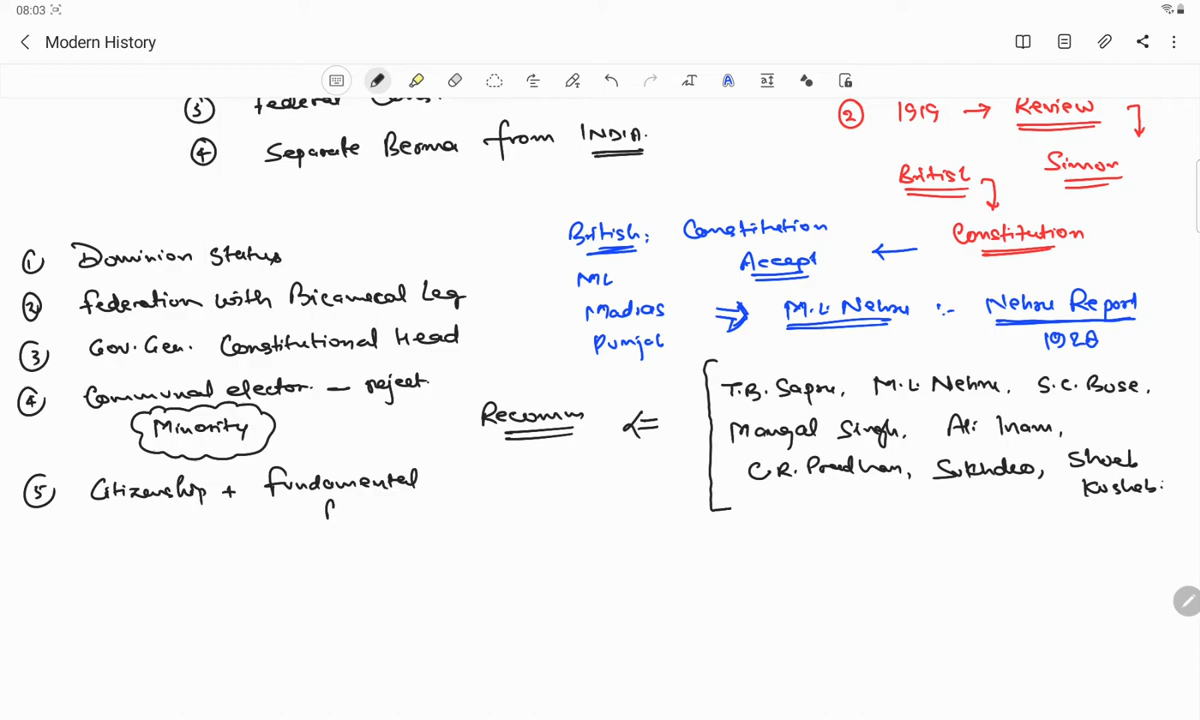 08:03
Modern History
③ federal Cons.
④ Separate Berma from INDIA.
② 1919 → Review
Simon
British
Constitution
British: Constitution
Accept
ML
Madras
Punjab
M.L Nehru :- Nehru Report
1928
① Dominion Status
② federation with Bicameral Leg
③ Gov. Gen. Constitutional Head
④ Communal elector. — reject.
Minority
⑤ Citizenship + fundamental
Recomm
T.B. Sapru, M.L Nehru, S.C. Bose,
Mangal Singh, Ali Inam,
C.R. Pradhan, Sukhdeo, Shoeb
Kusheb: